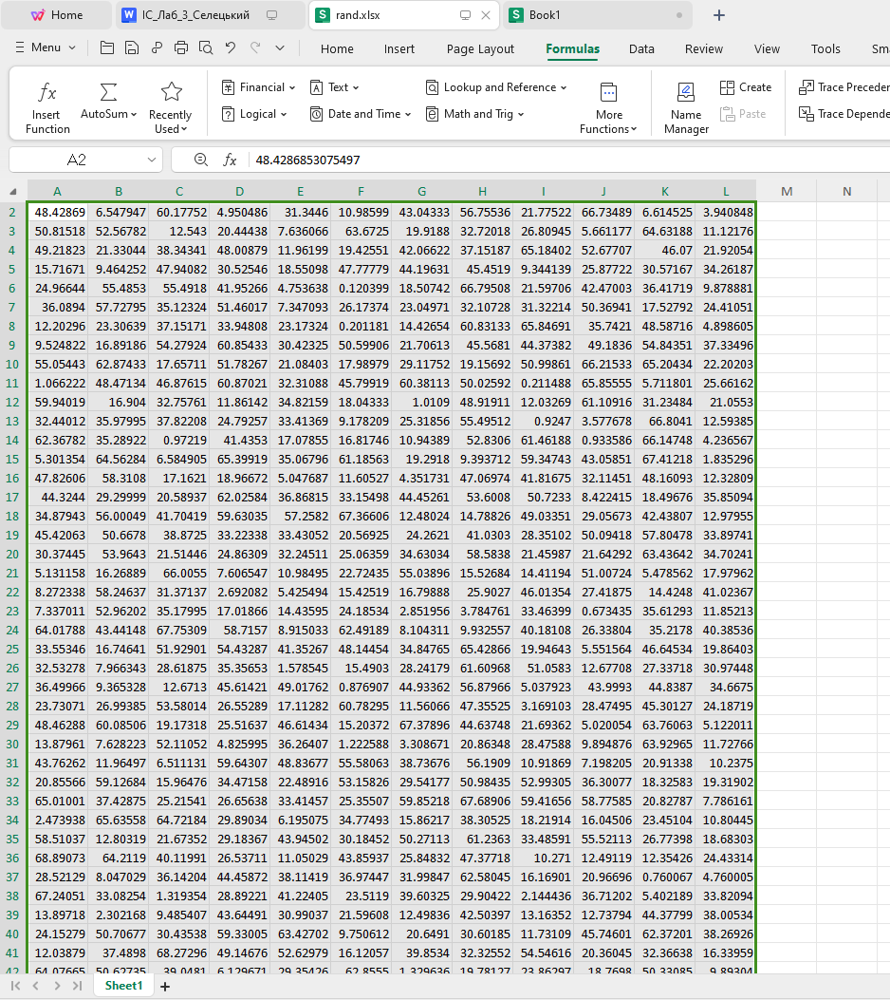 Home IC_Лаб_3_Селецький rand.xlsx Book1
Menu Home Insert Page Layout Formulas Data Review View Tools Sma
Financial Text Lookup and Reference Create Trace Preceden
Insert Function AutoSum Recently Used Logical Date and Time Math and Trig More Functions Name Manager Paste Trace Depende
A2 fx 48.4286853075497
A B C D E F G H I J K L M N
2 48.42869 6.547947 60.17752 4.950486 31.3446 10.98599 43.04333 56.75536 21.77522 66.73489 6.614525 3.940848
3 50.81518 52.56782 12.543 20.44438 7.636066 63.6725 19.9188 32.72018 26.80945 5.661177 64.63188 11.12176
4 49.21823 21.33044 38.34341 48.00879 11.96199 19.42551 42.06622 37.15187 65.18402 52.67707 46.07 21.92054
5 15.71671 9.464252 47.94082 30.52546 18.55098 47.77779 44.19631 45.4519 9.344139 25.87722 30.57167 34.26187
6 24.96644 55.4853 55.4918 41.95266 4.753638 0.120399 18.50742 66.79508 21.59706 42.47003 36.41719 9.878881
7 36.0894 57.72795 35.12324 51.46017 7.347093 26.17374 23.04971 32.10728 31.32214 50.36941 17.52792 24.41051
8 12.20296 23.30639 37.15171 33.94808 23.17324 0.201181 14.42654 60.83133 65.84691 35.7421 48.58716 4.898605
9 9.524822 16.89186 54.27924 60.85433 30.42325 50.59906 21.70613 45.5681 44.37382 49.1836 54.84351 37.33496
10 55.05443 62.87433 17.65711 51.78267 21.08403 17.98979 29.11752 19.15692 50.99861 66.21533 65.20434 22.20203
11 1.066222 48.47134 46.87615 60.87021 32.31088 45.79919 60.38113 50.02592 0.211488 65.85555 5.711801 25.66162
12 59.94019 16.904 32.75761 11.86142 34.82159 18.04333 1.0109 48.91911 12.03269 61.10916 31.23484 21.0553
13 32.44012 35.97995 37.82208 24.79257 33.41369 9.178209 25.31856 55.49512 0.9247 3.577678 66.8041 12.59385
14 62.36782 35.28922 0.97219 41.4353 17.07855 16.81746 10.94389 52.8306 61.46188 0.933586 66.14748 4.236567
15 5.301354 64.56284 6.584905 65.39919 35.06796 61.18563 19.2918 9.393712 59.34743 43.05851 67.41218 1.835296
16 47.82606 58.3108 17.1621 18.96672 5.047687 11.60527 4.351731 47.06974 41.81675 32.11451 48.16093 12.32809
17 44.3244 29.29999 20.58937 62.02584 36.86815 33.15498 44.45261 53.6008 50.7233 8.422415 18.49676 35.85094
18 34.87943 56.00049 41.70419 59.63035 57.2582 67.36606 12.48024 14.78826 49.03351 29.05673 42.43807 12.97955
19 45.42063 50.6678 38.8725 33.22338 33.43052 20.56925 24.2621 41.0303 28.35102 50.09418 57.80478 33.89741
20 30.37445 53.9643 21.51446 24.86309 32.24511 25.06359 34.63034 58.5838 21.45987 21.64292 63.43642 34.70241
21 5.131158 16.26889 66.0055 7.606547 10.98495 22.72435 55.03896 15.52684 14.41194 51.00724 5.478562 17.97962
22 8.272338 58.24637 31.37137 2.692082 5.425494 15.42519 16.79888 25.9027 46.01354 27.41875 14.4248 41.02367
23 7.337011 52.96202 35.17995 17.01866 14.43595 24.18534 2.851956 3.784761 33.46399 0.673435 35.61293 11.85213
24 64.01788 43.44148 67.75309 58.7157 8.915033 62.49189 8.104311 9.932557 40.18108 26.33804 35.2178 40.38536
25 33.55346 16.74641 51.92901 54.43287 41.35267 48.14454 34.84765 65.42866 19.94643 5.551564 46.64534 19.86403
26 32.53278 7.966343 28.61875 35.35653 1.578545 15.4903 28.24179 61.60968 51.0583 12.67708 27.33718 30.97448
27 36.49966 9.365328 12.6713 45.61421 49.01762 0.876907 44.93362 56.87966 5.037923 43.9993 44.8387 34.6675
28 23.73071 26.99385 53.58014 26.55289 17.11282 60.78295 11.56066 47.35525 3.169103 28.47495 45.30127 24.18719
29 48.46288 60.08506 19.17318 25.51637 46.61434 15.20372 67.37896 44.63748 21.69362 5.020054 63.76063 5.122011
30 13.87961 7.628223 52.11052 4.825995 36.26407 1.222588 3.308671 20.86348 28.47588 9.894876 63.92965 11.72766
31 43.76262 11.96497 6.511131 59.64307 48.83677 55.58063 38.73676 56.1909 10.91869 7.198205 20.91338 10.2375
32 20.85566 59.12684 15.96476 34.47158 22.48916 53.15826 29.54177 50.98435 52.99305 36.30077 18.32583 19.31902
33 65.01001 37.42875 25.21541 26.65638 33.41457 25.35507 59.85218 67.68906 59.41656 58.77585 20.82787 7.786161
34 2.473938 65.63558 64.72184 29.89034 6.195075 34.77493 15.86217 38.30525 18.21914 16.04506 23.45104 10.80445
35 58.51037 12.80319 21.67352 29.18367 43.94502 30.18452 50.27113 61.2363 33.48591 55.52113 26.77398 18.68303
36 68.89073 64.2119 40.11991 26.53711 11.05029 43.85937 25.84832 47.37718 10.271 12.49119 12.35426 24.43314
37 28.52129 8.047029 36.14204 44.45872 38.11419 36.97447 31.99847 62.58045 16.16901 20.96696 0.760067 4.760005
38 67.24051 33.08254 1.319354 28.89221 41.22405 23.5119 39.60325 29.90422 2.144436 36.71202 5.402189 33.82094
39 13.89718 2.302168 9.485407 43.64491 30.99037 21.59608 12.49836 42.50397 13.16352 12.73794 44.37799 38.00534
40 24.15279 50.70677 30.43538 59.33005 63.42702 9.750612 20.6491 30.60185 11.73109 45.74601 62.37201 38.26926
41 12.03879 37.4898 68.27296 49.14676 52.62979 16.12057 39.8534 32.32552 54.54616 20.36045 32.36638 16.33959
42 64.07665 50.62735 39.0481 6.129671 29.35426 62.8555 1.329636 19.78127 23.86297 18.7698 50.33085 9.89304
Sheet1